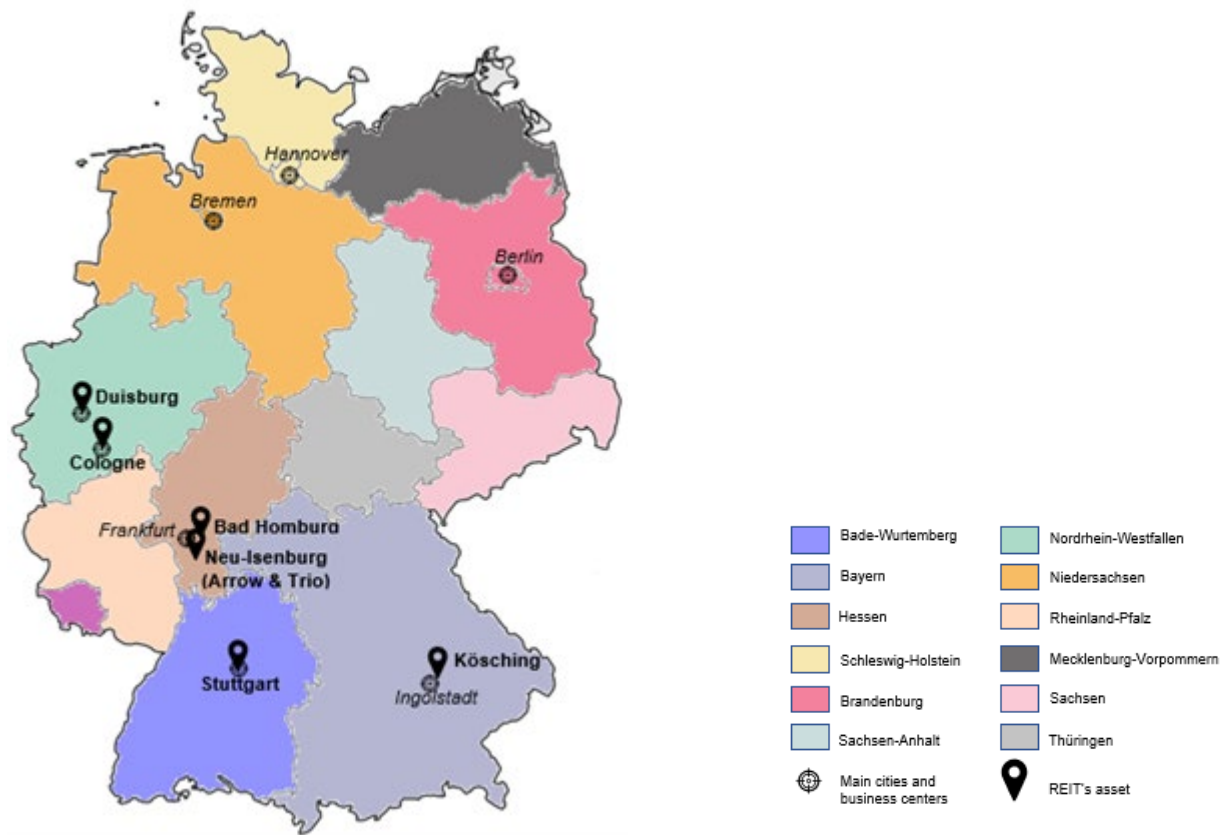 Hannover
Bremen
Berlin
Duisburg
Cologne
Frankfurt
Bad Homburg
Neu-Isenburg
(Arrow & Trio)
Kösching
Stuttgart
Ingolstadt
Bade-Wurtemberg
Nordrhein-Westfallen
Bayern
Niedersachsen
Hessen
Rheinland-Pfalz
Schleswig-Holstein
Mecklenburg-Vorpommern
Brandenburg
Sachsen
Sachsen-Anhalt
Thüringen
Main cities and
business centers
REIT's asset